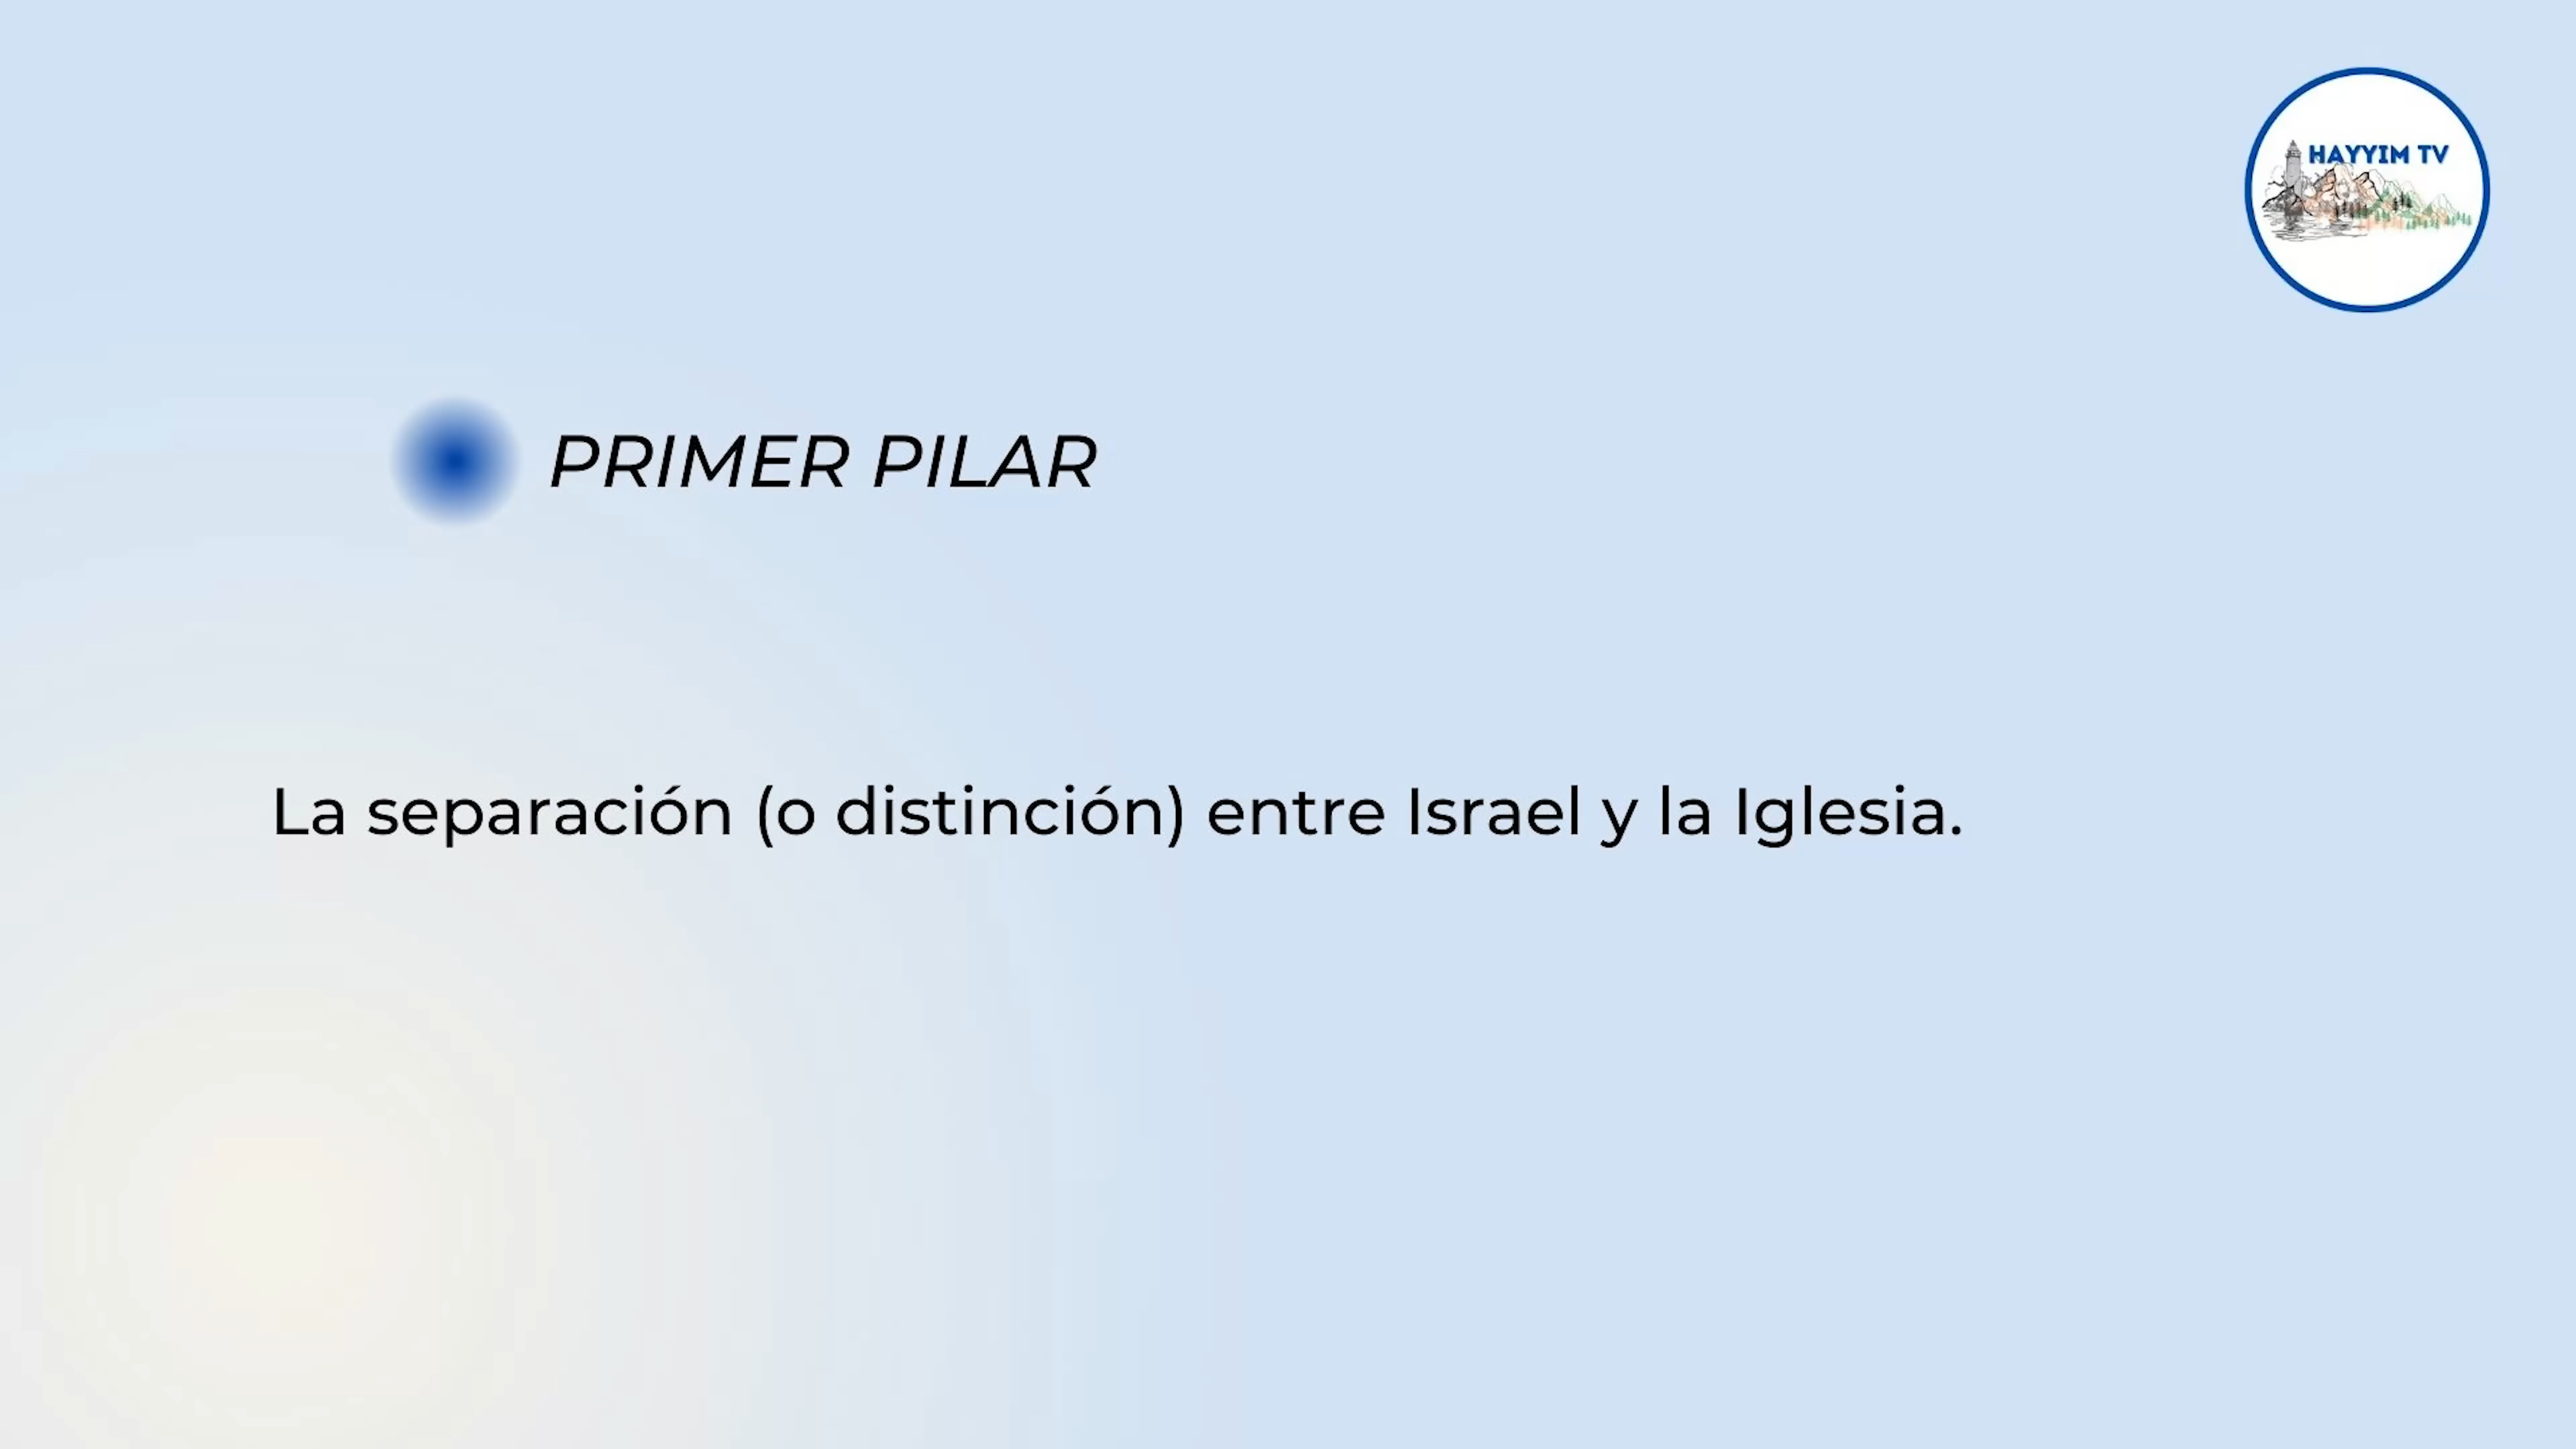 HAYYIM TV
PRIMER PILAR
La separación (o distinción) entre Israel y la Iglesia.